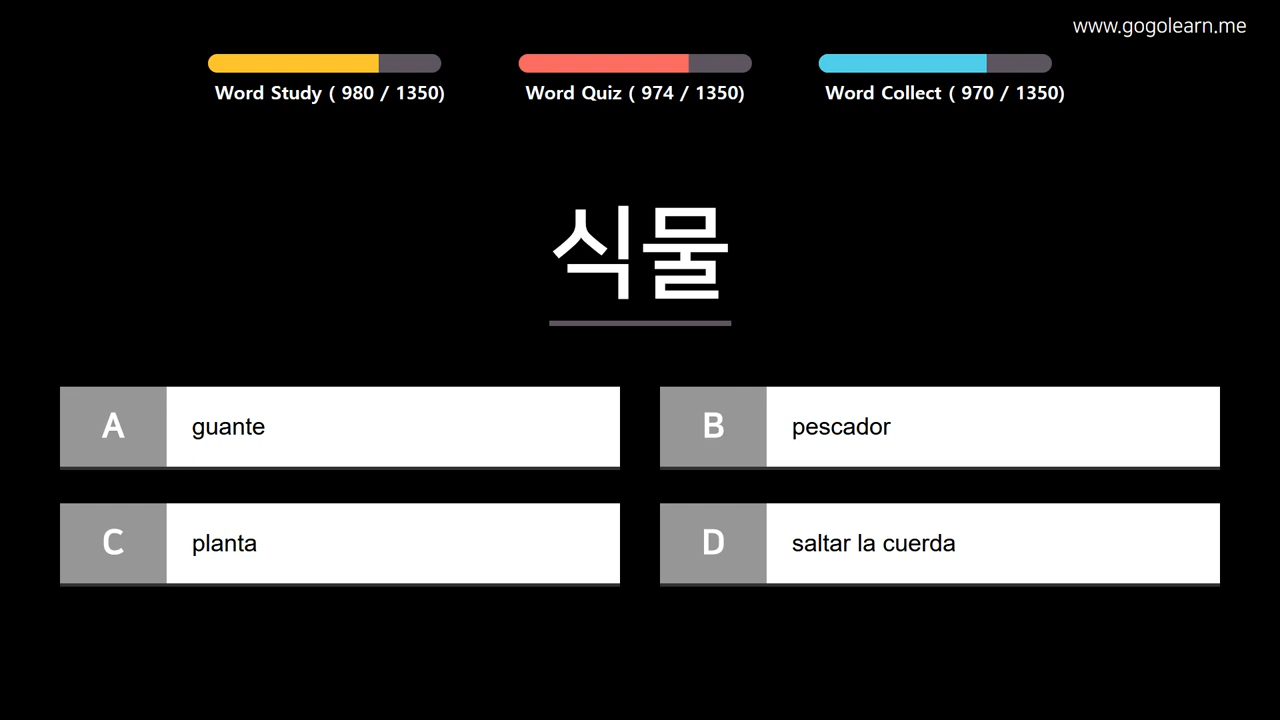 www.gogolearn.me
Word Study ( 980 / 1350)
Word Quiz ( 974 / 1350)
Word Collect ( 970 / 1350)
식물
A guante
B pescador
C planta
D saltar la cuerda